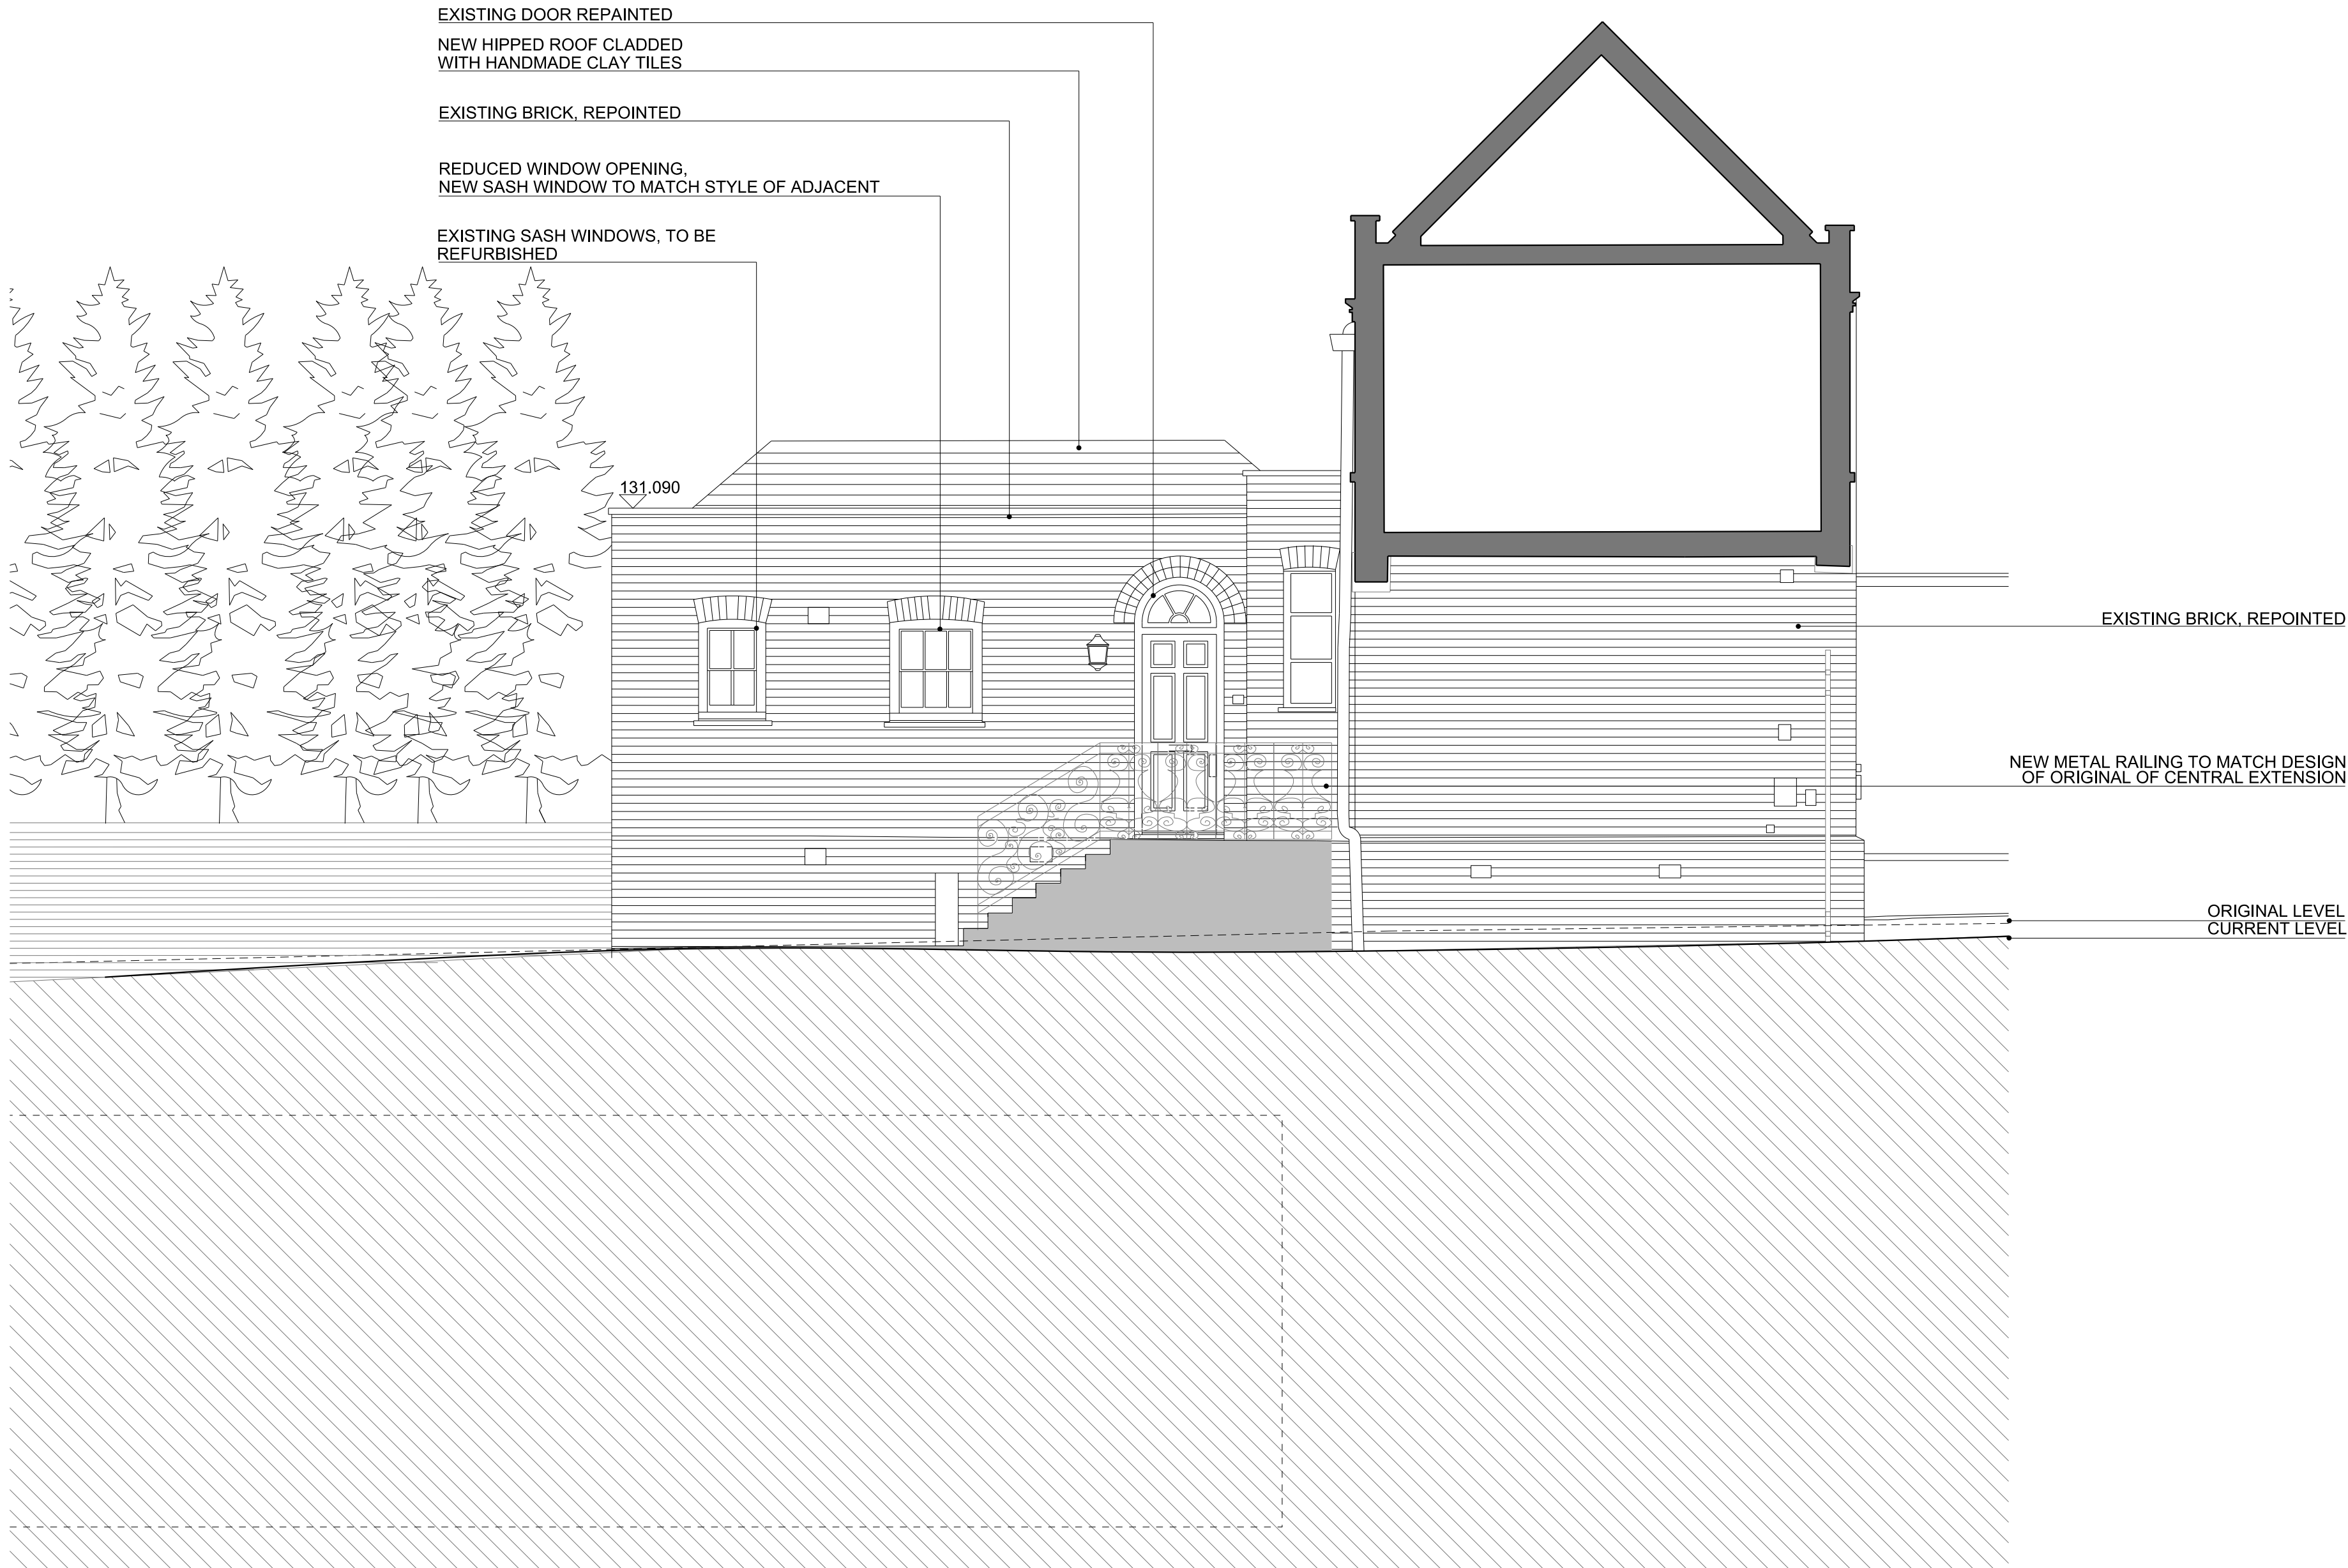 EXISTING DOOR REPAINTED
NEW HIPPED ROOF CLADDED
WITH HANDMADE CLAY TILES
EXISTING BRICK, REPOINTED
REDUCED WINDOW OPENING,
NEW SASH WINDOW TO MATCH STYLE OF ADJACENT
EXISTING SASH WINDOWS, TO BE
REFURBISHED
131.090
EXISTING BRICK, REPOINTED
NEW METAL RAILING TO MATCH DESIGN
OF ORIGINAL OF CENTRAL EXTENSION
ORIGINAL LEVEL
CURRENT LEVEL